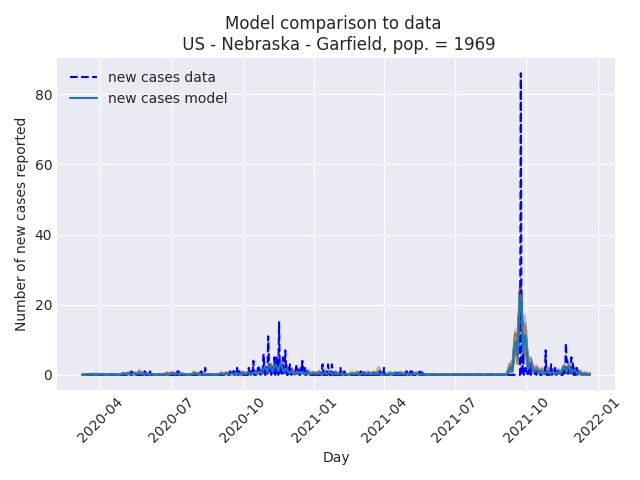 Model comparison to data
US - Nebraska - Garfield, pop. = 1969
new cases data
new cases model
Number of new cases reported
80
60
40
20
0
2020-04
2020-07
2020-10
2021-01
2021-04
2021-07
2021-10
2022-01
Day